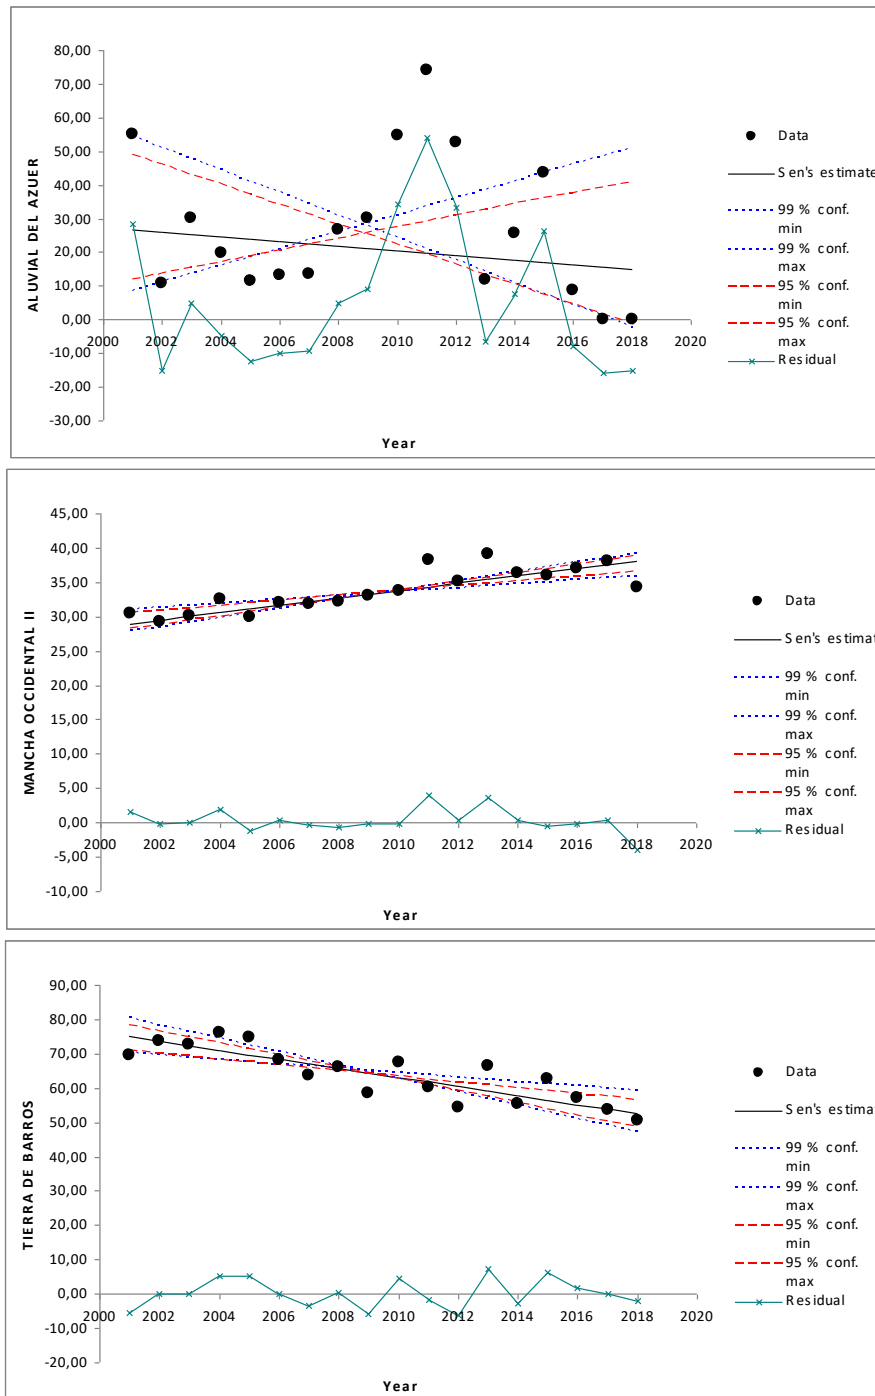 80,00
70,00
60,00
50,00
40,00
30,00
20,00
10,00
0,00
-10,00
-20,00
-30,00
2000 2002 2004 2006 2008 2010 2012 2014 2016 2018 2020
ALUVIAL DEL AZUER
Year
Data
Sen's estimate
99 % conf.
min
99 % conf.
max
95 % conf.
min
95 % conf.
max
Residual
45,00
40,00
35,00
30,00
25,00
20,00
15,00
10,00
5,00
0,00
-5,00
-10,00
2000 2002 2004 2006 2008 2010 2012 2014 2016 2018 2020
MANCHA OCCIDENTAL II
Year
Data
Sen's estimat
99 % conf.
min
99 % conf.
max
95 % conf.
min
95 % conf.
max
Residual
90,00
80,00
70,00
60,00
50,00
40,00
30,00
20,00
10,00
0,00
-10,00
-20,00
2000 2002 2004 2006 2008 2010 2012 2014 2016 2018 2020
TIERRA DE BARROS
Year
Data
Sen's estimat
99 % conf.
min
99 % conf.
max
95 % conf.
min
95 % conf.
max
Residual